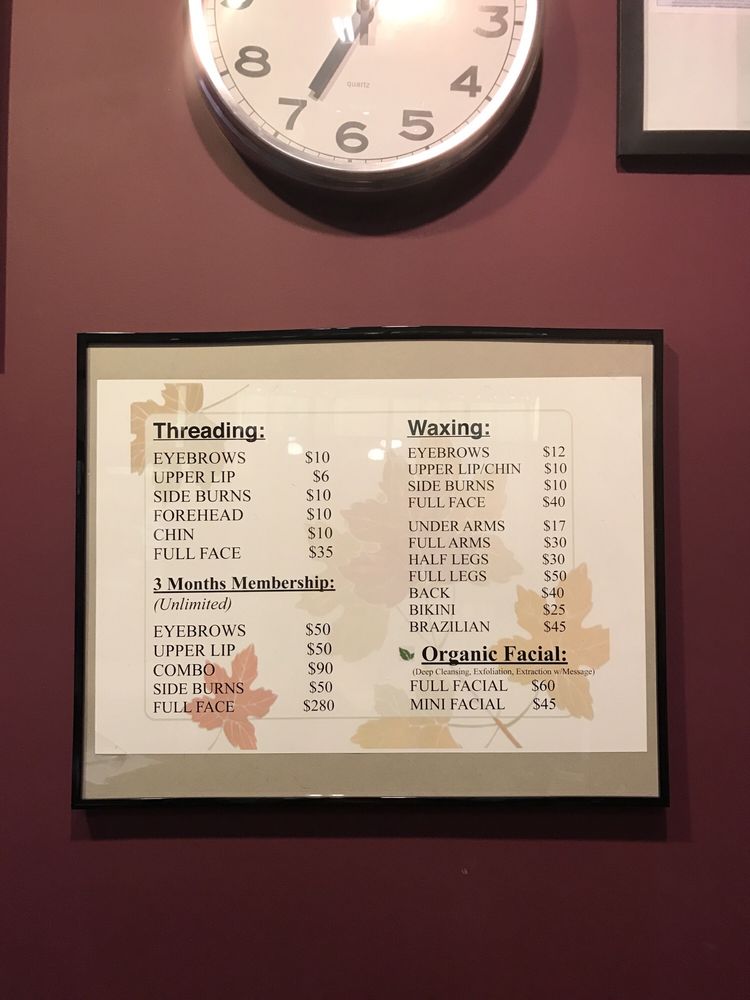 3
8
4
quartz
7
5
6
Threading:
EYEBROWS $10
UPPER LIP $6
SIDE BURNS $10
FOREHEAD $10
CHIN $10
FULL FACE $35
3 Months Membership:
(Unlimited)
EYEBROWS $50
UPPER LIP $50
COMBO $90
SIDE BURNS $50
FULL FACE $280
Waxing:
EYEBROWS $12
UPPER LIP/CHIN $10
SIDE BURNS $10
FULL FACE $40
UNDER ARMS $17
FULL ARMS $30
HALF LEGS $30
FULL LEGS $50
BACK $40
BIKINI $25
BRAZILIAN $45
Organic Facial:
(Deep Cleansing, Exfoliation, Extraction w/Message)
FULL FACIAL $60
MINI FACIAL $45